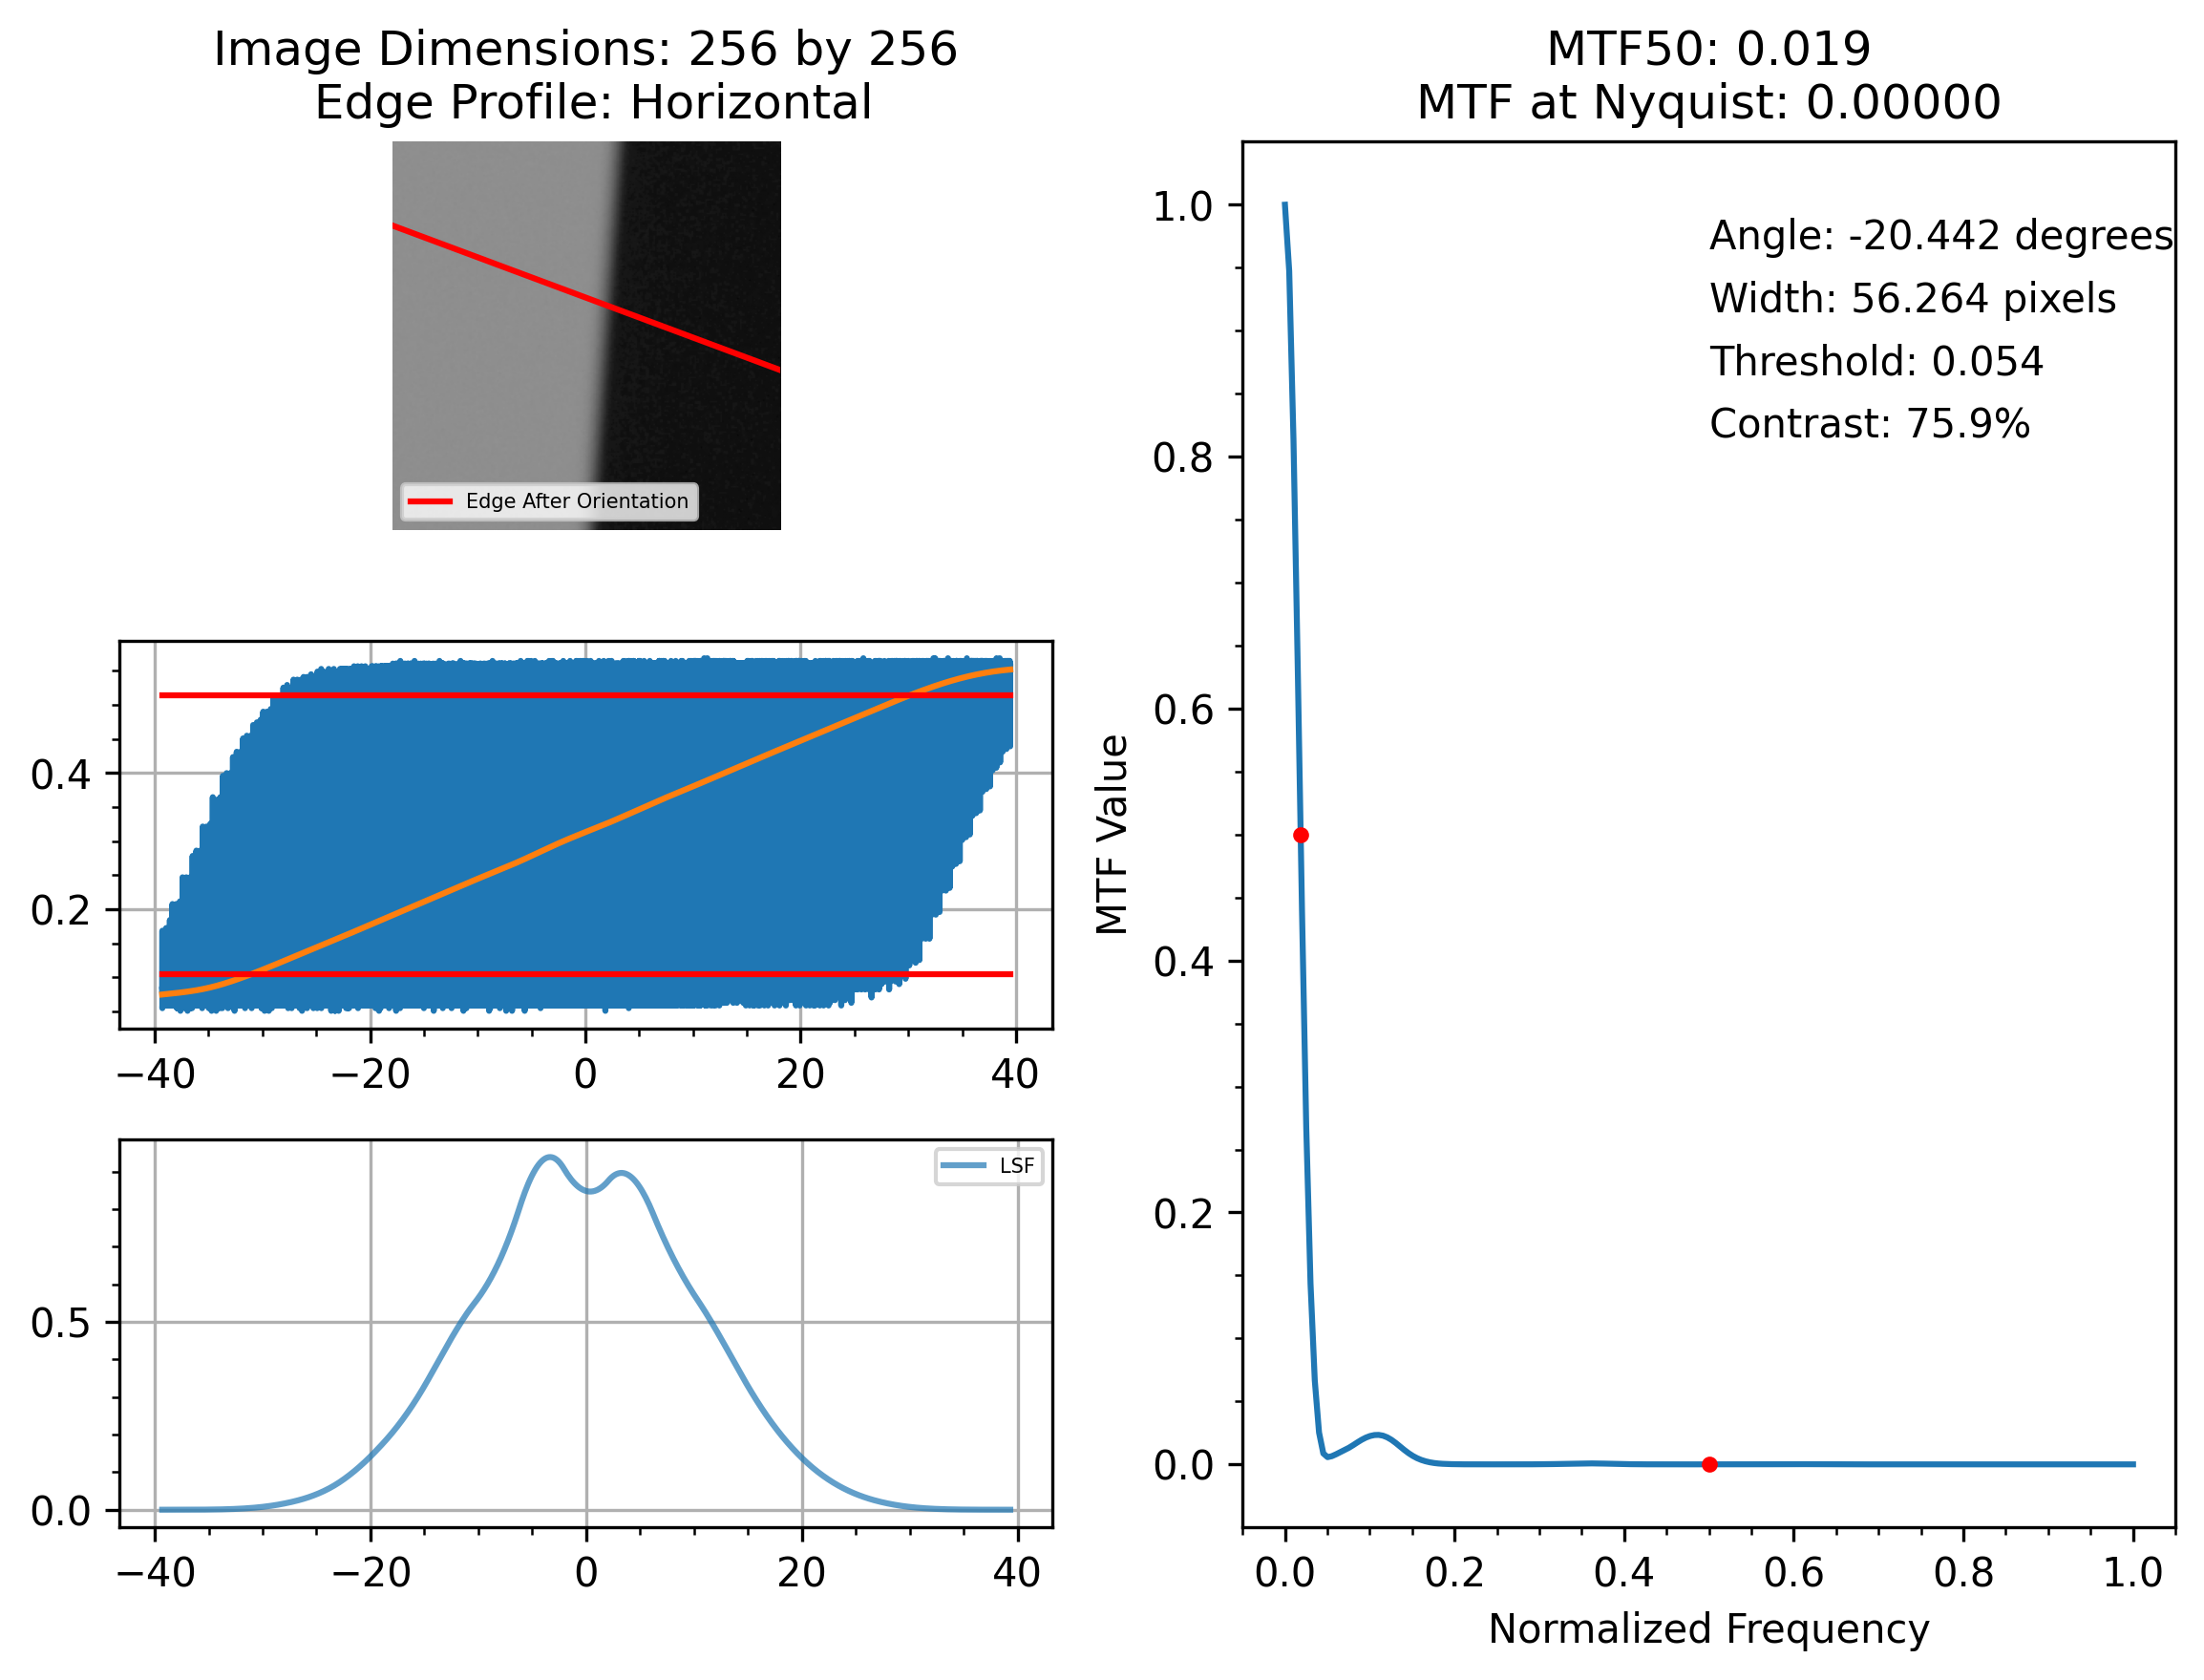 Image Dimensions: 256 by 256
Edge Profile: Horizontal
Edge After Orientation
0.4
0.2
−40
−20
0
20
40
LSF
0.5
0.0
−40
−20
0
20
40
MTF50: 0.019
MTF at Nyquist: 0.00000
Angle: -20.442 degrees
Width: 56.264 pixels
Threshold: 0.054
Contrast: 75.9%
MTF Value
1.0
0.8
0.6
0.4
0.2
0.0
0.0
0.2
0.4
0.6
0.8
1.0
Normalized Frequency